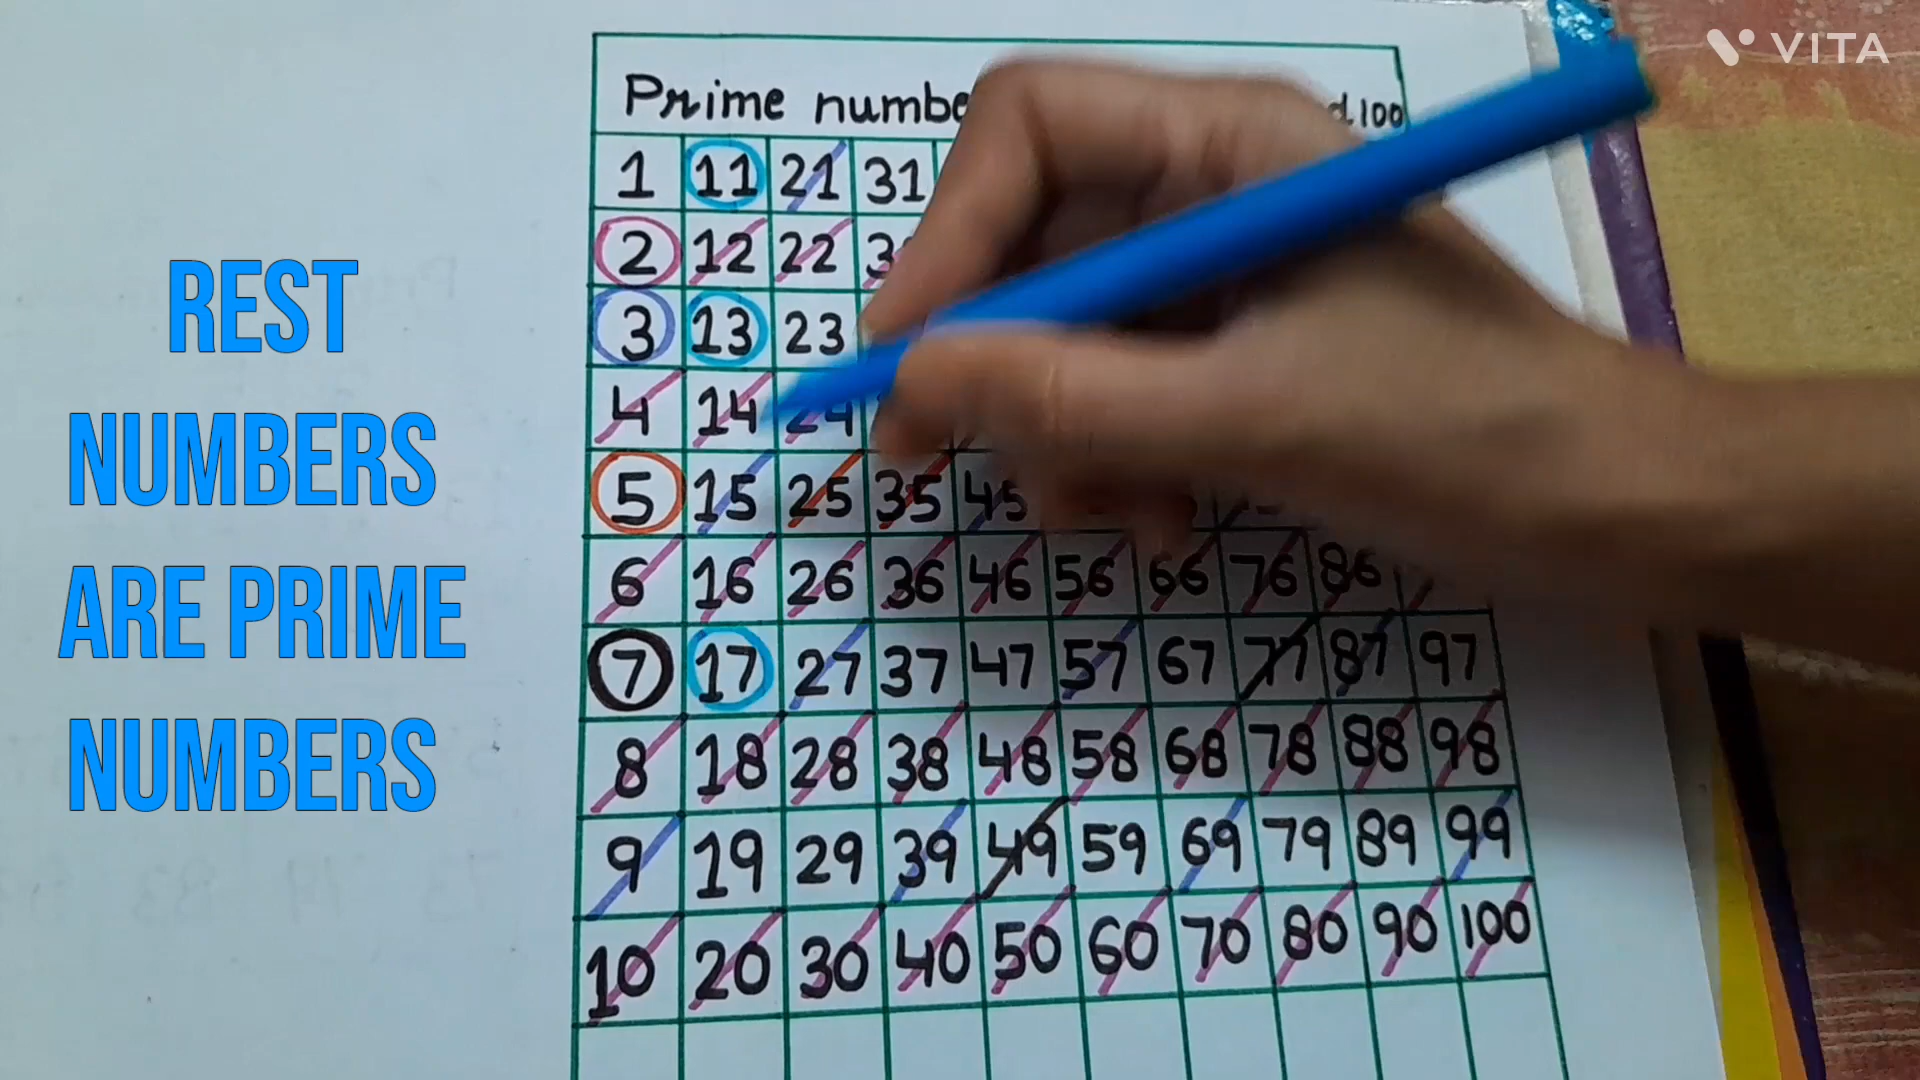 VITA
REST
NUMBERS
ARE PRIME
NUMBERS
Prime 100
1 11 21 31
2 12 22
3 13 23
4 14 24
5 15 25 35 45
6 16 26 36 46 56 66 76 86
7 17 27 37 47 57 67 77 87 97
8 18 28 38 48 58 68 78 88 98
9 19 29 39 49 59 69 79 89 99
10 20 30 40 50 60 70 80 90 100